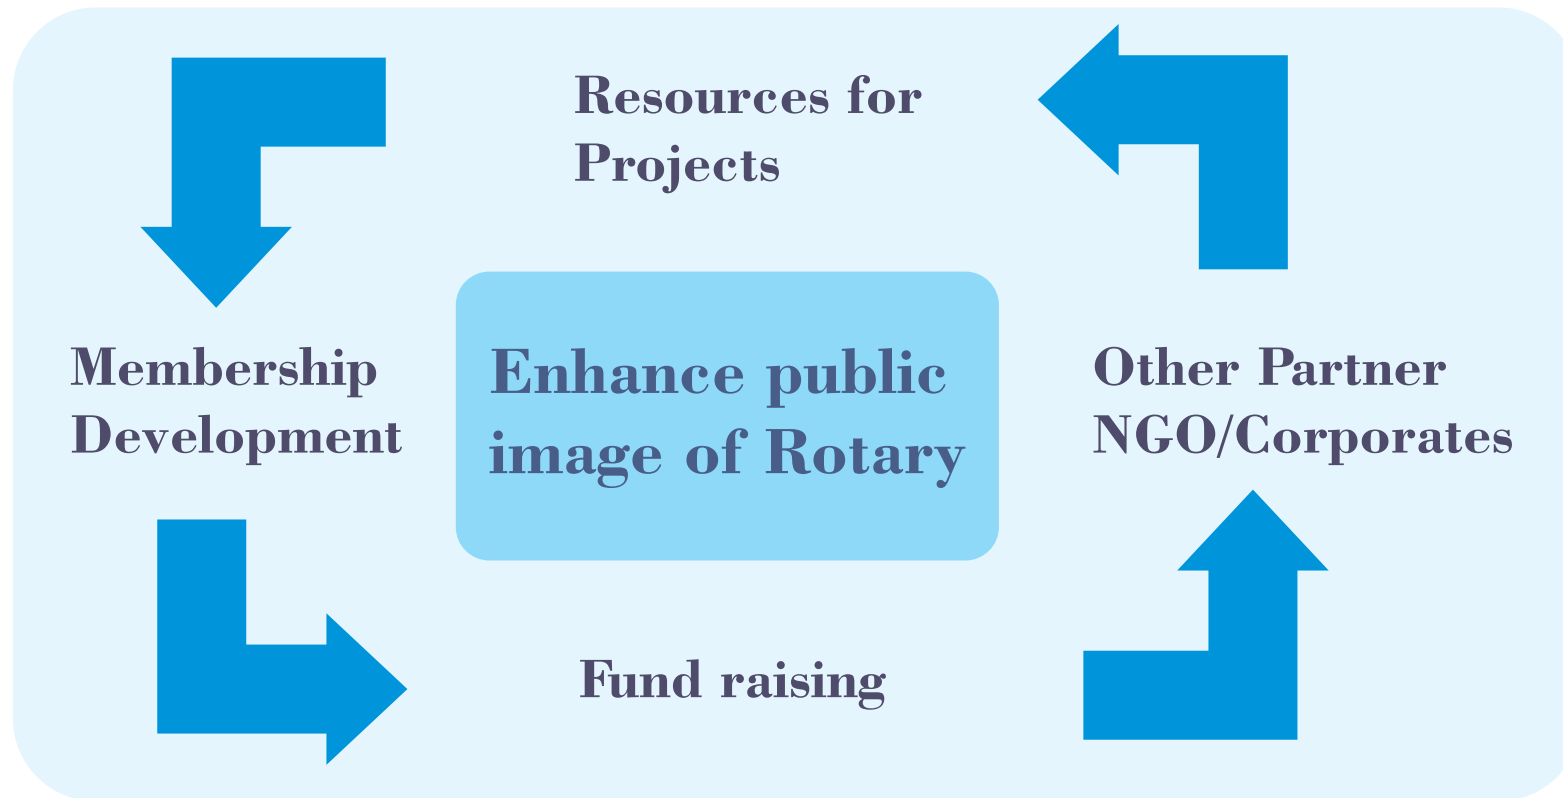 Resources for
Projects
Membership
Development
Enhance public
image of Rotary
Other Partner
NGO/Corporates
Fund raising